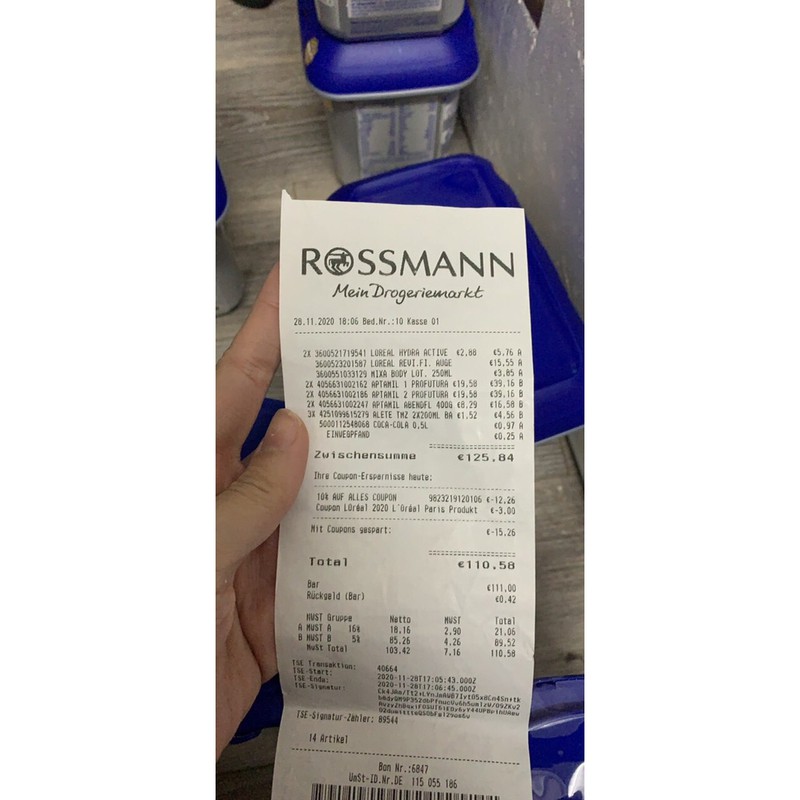 ROSSMANN
Mein Drogeriemarkt
28.11.2020 18:06 Bed.Nr.:10 Kasse 01
2X 3600521719541 LOREAL HYDRA ACTIVE €2,88 €5,76 A
3600523201587 LOREAL REVI.FI. AUGE €15,55 A
3600551033129 MIXA BODY LOT. 250ML €3,85 A
2X 4056631002162 APTAMIL 1 PROFUTURA €19,58 €39,16 B
2X 4056631002186 APTAMIL 2 PROFUTURA €19,58 €39,16 B
2X 4056631002247 APTAMIL ABENDFL 400G €8,29 €16,58 B
3X 4251099615279 ALETE TMZ 2X200ML BA €1,52 €4,56 B
5000112548068 COCA-COLA 0,5L €0,97 A
EINWEGPFAND €0,25 A
Zwischensumme €125,84
Ihre Coupon-Ersparnisse heute:
10% AUF ALLES COUPON 9823219120106 €-12,26
Coupon LOréal 2020 L´Oréal Paris Produkt €-3,00
Mit Coupons gespart: €-15,26
Total €110,58
Bar €111,00
Rückgeld (Bar) €0,42
MWST Gruppe Netto MWST Total
A MWST A 16% 18,16 2,90 21,06
B MWST B 5% 85,26 4,26 89,52
MwSt Total 103,42 7,16 110,58
TSE Transaktion: 40664
TSE-Start: 2020-11-28T17:05:43.000Z
TSE-Ende: 2020-11-28T17:06:45.000Z
TSE-Signatur:
TSE-Signatur-Zähler: 89544
14 Artikel
Bon Nr.:6847
UmSt-ID.Nr.DE 115 055 186